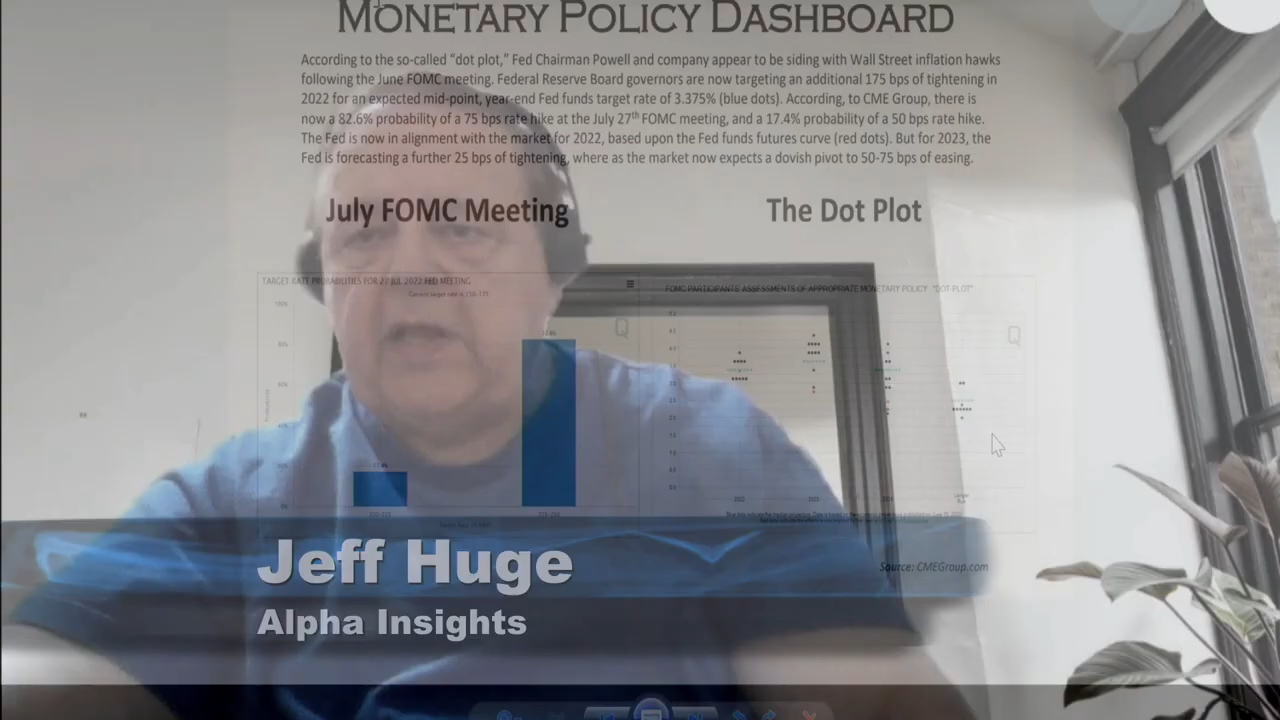 MONETARY POLICY DASHBOARD
According to the so-called “dot plot,” Fed Chairman Powell and company appear to be siding with Wall Street inflation hawks
following the June FOMC meeting. Federal Reserve Board governors are now targeting an additional 175 bps of tightening in
2022 for an expected mid-point, year-end Fed funds target rate of 3.375% (blue dots). According, to CME Group, there is
now a 82.6% probability of a 75 bps rate hike at the July 27th FOMC meeting, and a 17.4% probability of a 50 bps rate hike.
The Fed is now in alignment with the market for 2022, based upon the Fed funds futures curve (red dots). But for 2023, the
Fed is forecasting a further 25 bps of tightening, where as the market now expects a dovish pivot to 50-75 bps of easing.
July FOMC Meeting
The Dot Plot
TARGET RATE PROBABILITIES FOR 27 JUL 2022 FED MEETING
FOMC PARTICIPANTS' ASSESSMENTS OF APPROPRIATE MONETARY POLICY "DOT-PLOT"
Jeff Huge
Alpha Insights
Source: CMEGroup.com